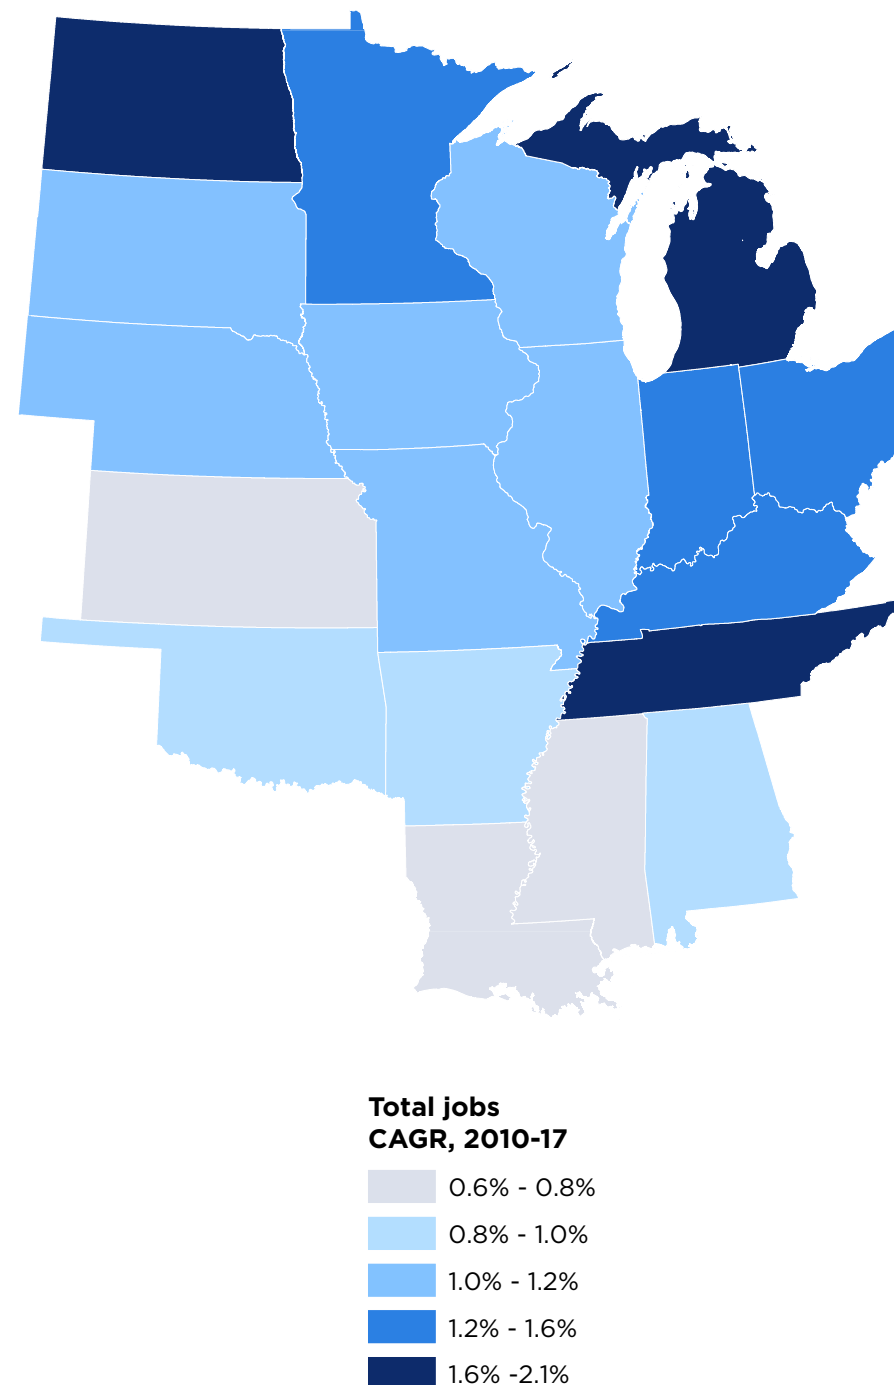 Total jobs
CAGR, 2010-17
0.6% - 0.8%
0.8% - 1.0%
1.0% - 1.2%
1.2% - 1.6%
1.6% -2.1%